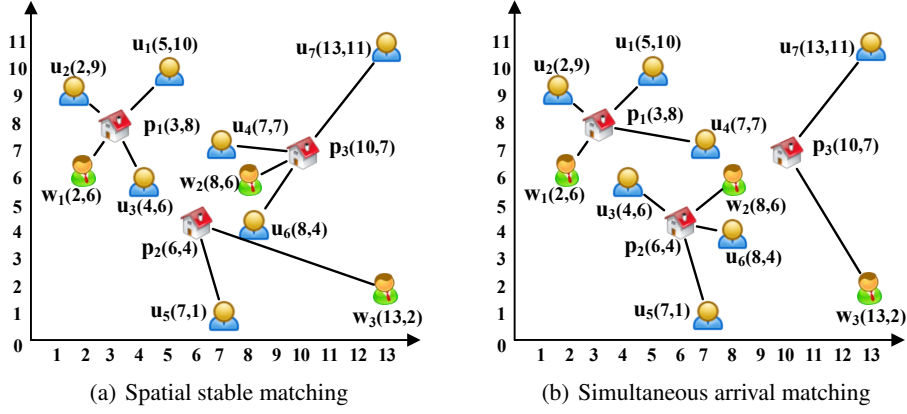 11
10
9
8
7
6
5
4
3
2
1
0
1 2 3 4 5 6 7 8 9 10 11 12 13
u1(5,10)
u7(13,11)
u2(2,9)
p1(3,8)
u4(7,7)
p3(10,7)
w2(8,6)
w1(2,6)
u3(4,6)
u6(8,4)
p2(6,4)
u5(7,1)
w3(13,2)
(a) Spatial stable matching
11
10
9
8
7
6
5
4
3
2
1
0
1 2 3 4 5 6 7 8 9 10 11 12 13
u1(5,10)
u7(13,11)
u2(2,9)
p1(3,8)
u4(7,7)
p3(10,7)
w1(2,6)
u3(4,6)
w2(8,6)
p2(6,4)
u6(8,4)
u5(7,1)
w3(13,2)
(b) Simultaneous arrival matching